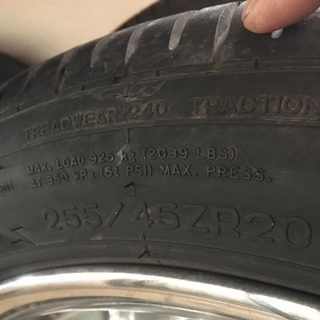 TREADWEAR 240 TRACTION
MAX. LOAD 925 Kg (2039 LBS)
AT 350 KPa (51 PSI) MAX. PRESS.
255/45ZR20